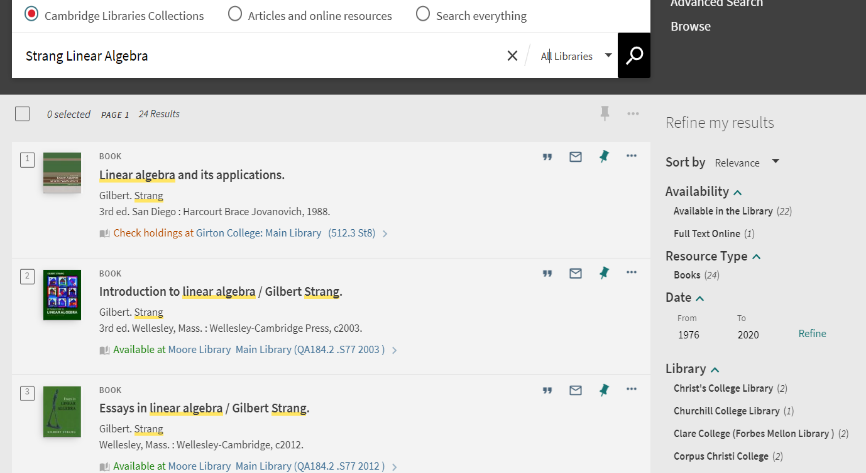 Cambridge Libraries Collections
Articles and online resources
Search everything
Advanced Search
Browse
Strang Linear Algebra
All Libraries
0 selected PAGE 1 24 Results
1
BOOK
Linear algebra and its applications.
Gilbert. Strang
3rd ed. San Diego : Harcourt Brace Jovanovich, 1988.
Check holdings at Girton College: Main Library (512.3 St8)
2
BOOK
Introduction to linear algebra / Gilbert Strang.
Gilbert. Strang
3rd ed. Wellesley, Mass. : Wellesley-Cambridge Press, c2003.
Available at Moore Library Main Library (QA184.2 .S77 2003 )
3
BOOK
Essays in linear algebra / Gilbert Strang.
Gilbert. Strang
Wellesley, Mass. : Wellesley-Cambridge, c2012.
Available at Moore Library Main Library (QA184.2 .S77 2012 )
Refine my results
Sort by Relevance
Availability
Available in the Library (22)
Full Text Online (1)
Resource Type
Books (24)
Date
From To
1976 2020 Refine
Library
Christ's College Library (2)
Churchill College Library (1)
Clare College (Forbes Mellon Library ) (2)
Corpus Christi College (2)